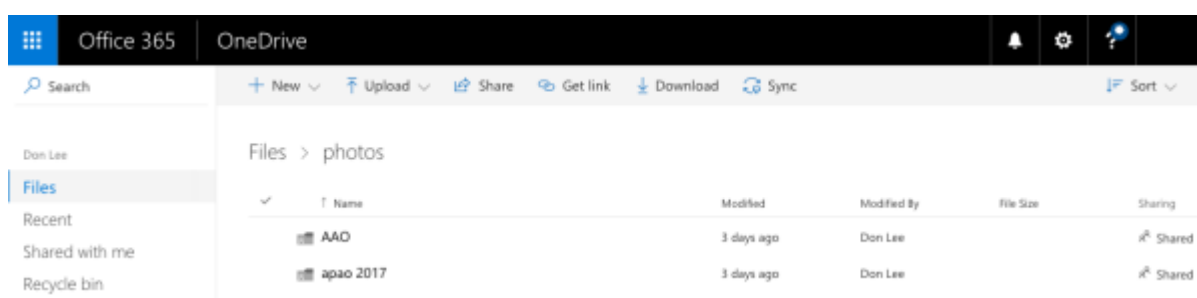 Office 365 OneDrive ?
Search + New Upload Share Get link Download Sync Sort
Don Lee
Files > photos
Files
Name Modified Modified By File Size Sharing
Recent
AAO 3 days ago Don Lee Shared
Shared with me
apao 2017 3 days ago Don Lee Shared
Recycle bin